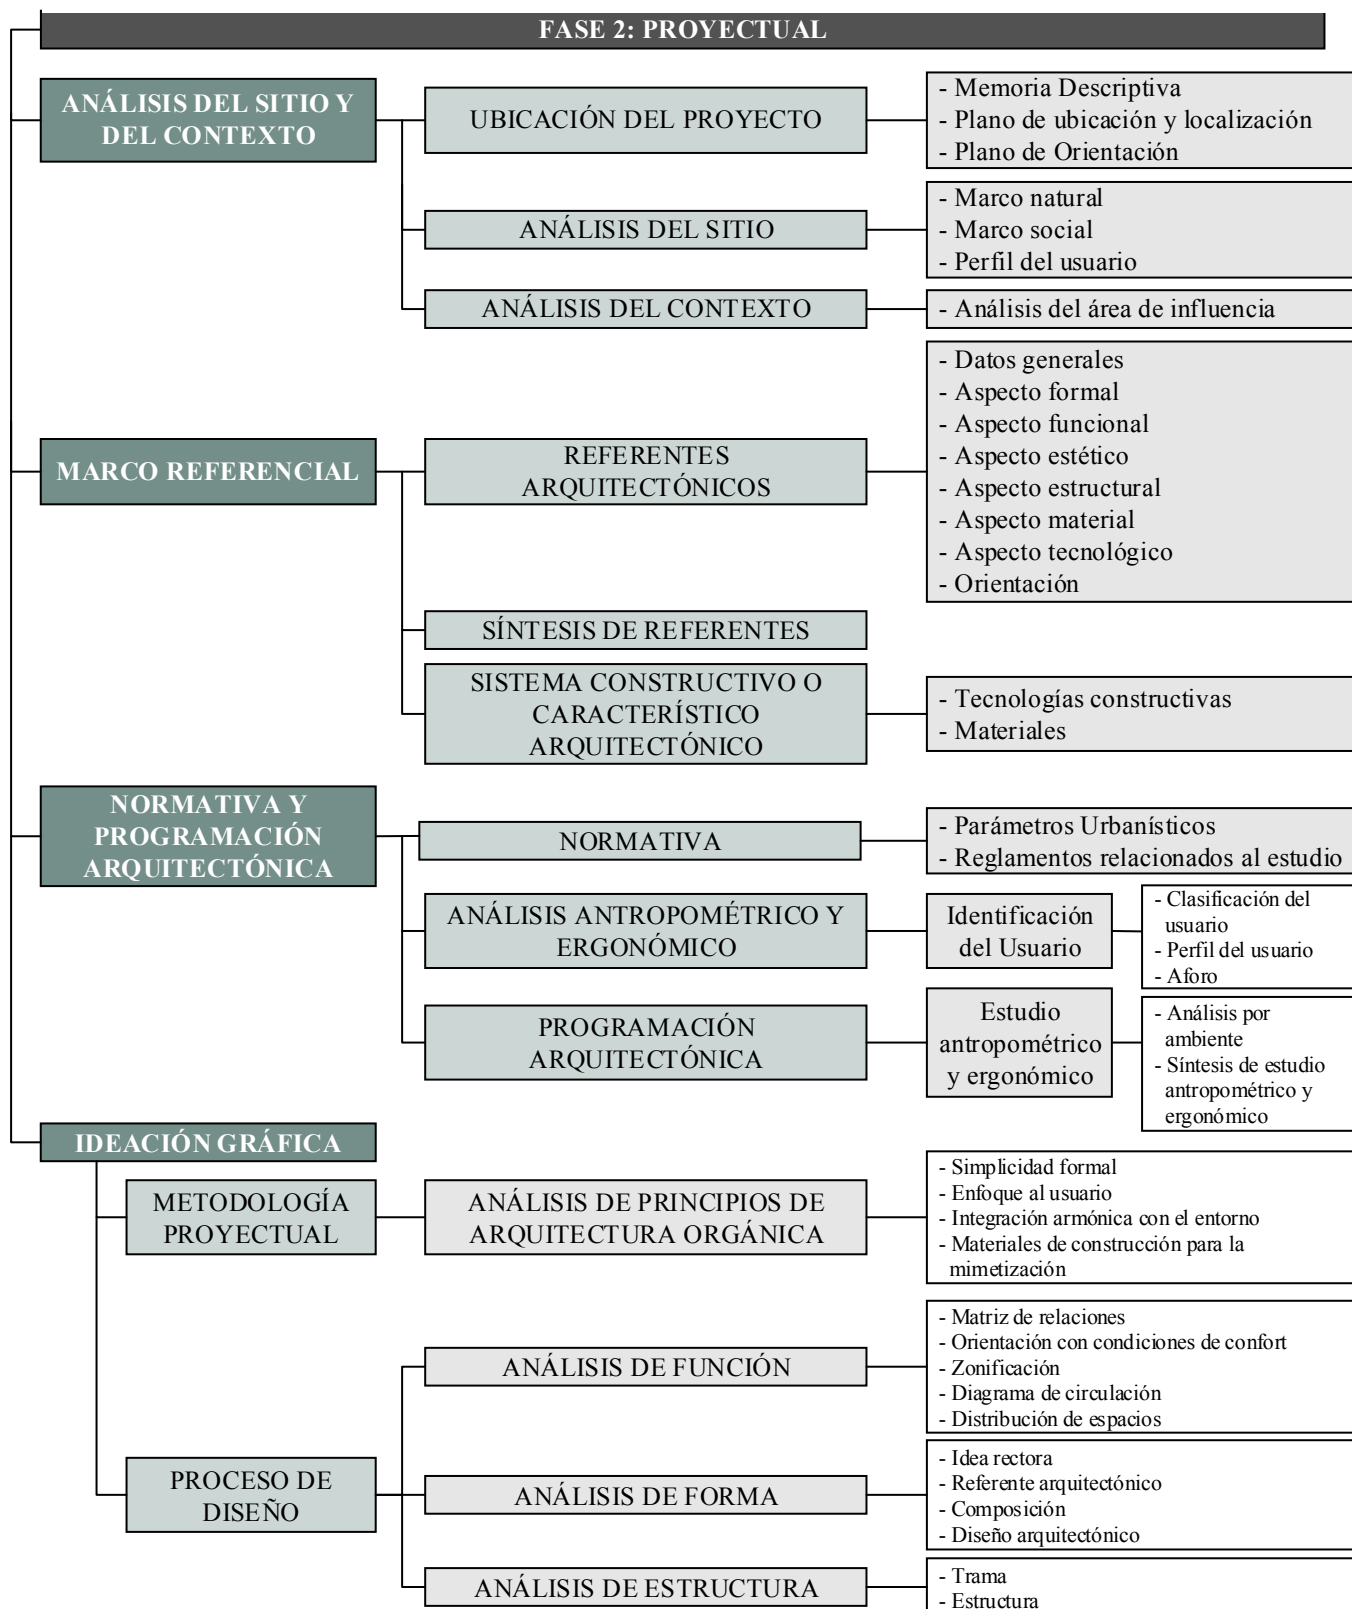 FASE 2: PROYECTUAL
ANÁLISIS DEL SITIO Y
DEL CONTEXTO
UBICACIÓN DEL PROYECTO
- Memoria Descriptiva
- Plano de ubicación y localización
- Plano de Orientación
ANÁLISIS DEL SITIO
- Marco natural
- Marco social
- Perfil del usuario
ANÁLISIS DEL CONTEXTO
- Análisis del área de influencia
MARCO REFERENCIAL
REFERENTES
ARQUITECTÓNICOS
- Datos generales
- Aspecto formal
- Aspecto funcional
- Aspecto estético
- Aspecto estructural
- Aspecto material
- Aspecto tecnológico
- Orientación
SÍNTESIS DE REFERENTES
SISTEMA CONSTRUCTIVO O
CARACTERÍSTICO
ARQUITECTÓNICO
- Tecnologías constructivas
- Materiales
NORMATIVA Y
PROGRAMACIÓN
ARQUITECTÓNICA
NORMATIVA
- Parámetros Urbanísticos
- Reglamentos relacionados al estudio
ANÁLISIS ANTROPOMÉTRICO Y
ERGONÓMICO
Identificación
del Usuario
- Clasificación del
usuario
- Perfil del usuario
- Aforo
PROGRAMACIÓN
ARQUITECTÓNICA
Estudio
antropométrico
y ergonómico
- Análisis por
ambiente
- Síntesis de estudio
antropométrico y
ergonómico
IDEACIÓN GRÁFICA
METODOLOGÍA
PROYECTUAL
ANÁLISIS DE PRINCIPIOS DE
ARQUITECTURA ORGÁNICA
- Simplicidad formal
- Enfoque al usuario
- Integración armónica con el entorno
- Materiales de construcción para la
mimetización
PROCESO DE
DISEÑO
ANÁLISIS DE FUNCIÓN
- Matriz de relaciones
- Orientación con condiciones de confort
- Zonificación
- Diagrama de circulación
- Distribución de espacios
ANÁLISIS DE FORMA
- Idea rectora
- Referente arquitectónico
- Composición
- Diseño arquitectónico
ANÁLISIS DE ESTRUCTURA
- Trama
- Estructura